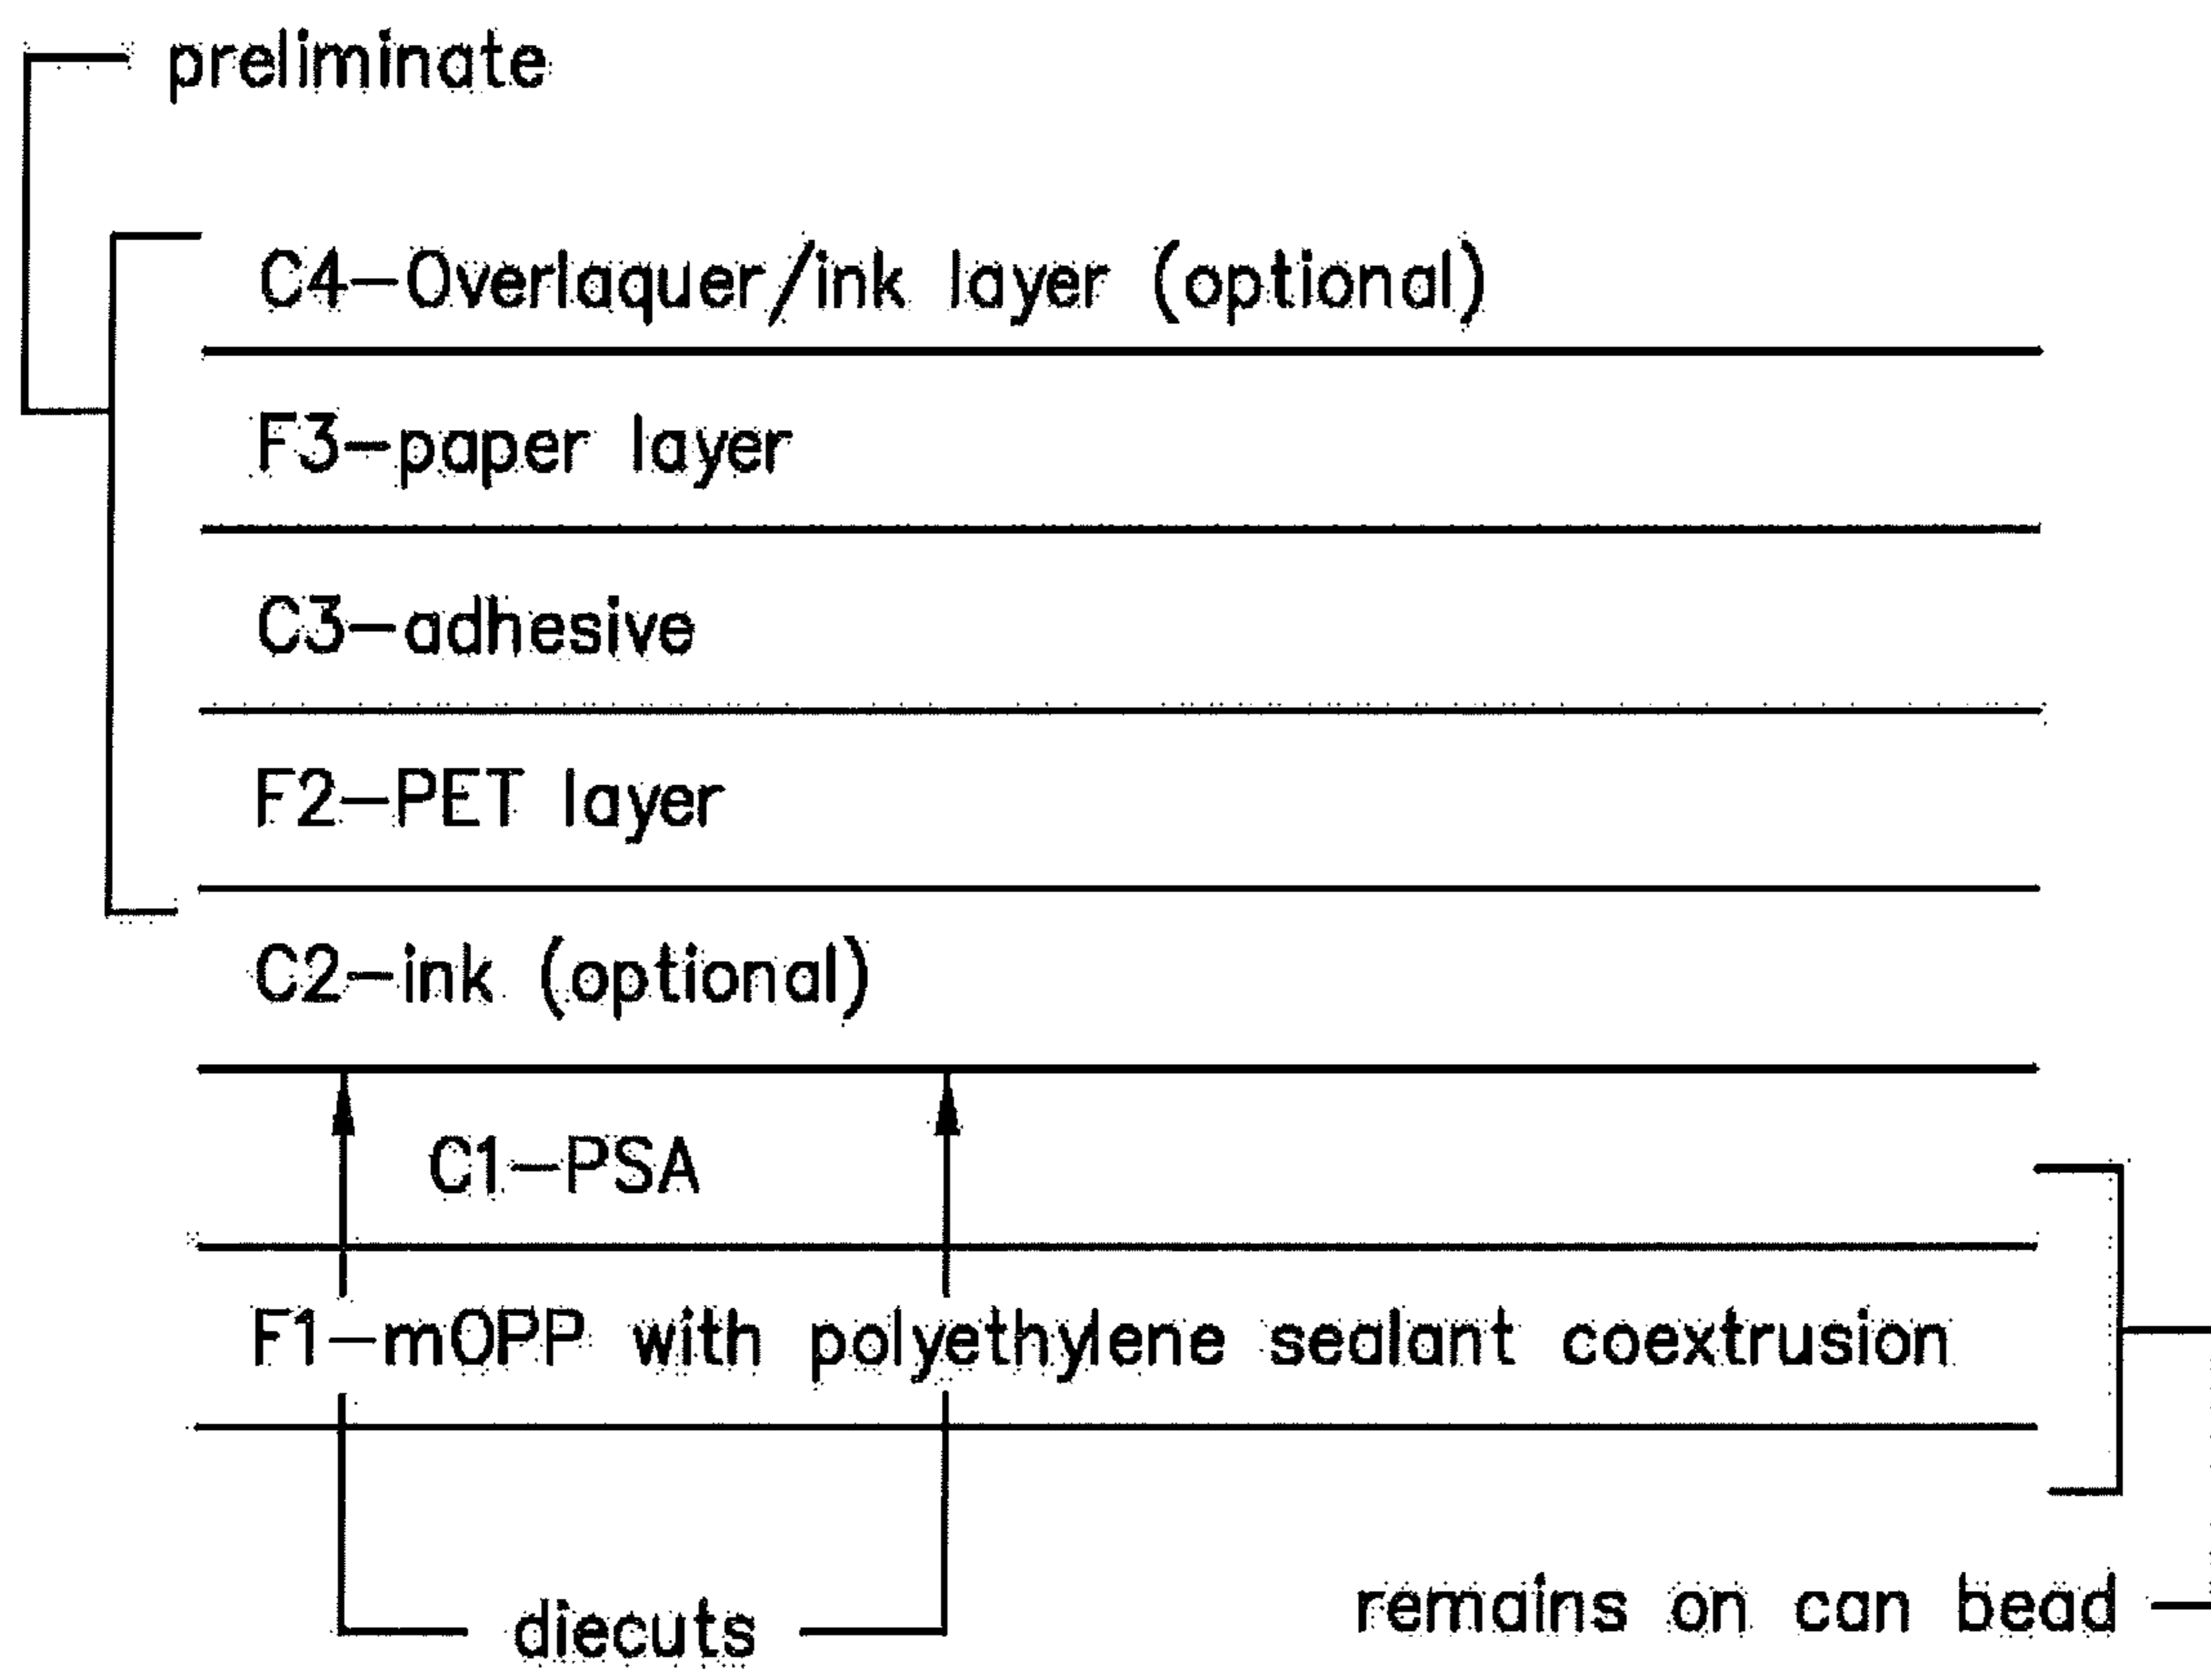 preliminate
C4-Overlaquer/ink layer (optional)
F3-paper layer
C3-adhesive
F2-PET layer
C2-ink (optional)
C1-PSA
F1-mOPP with polyethylene sealant coextrusion
remains on can bead
diecuts